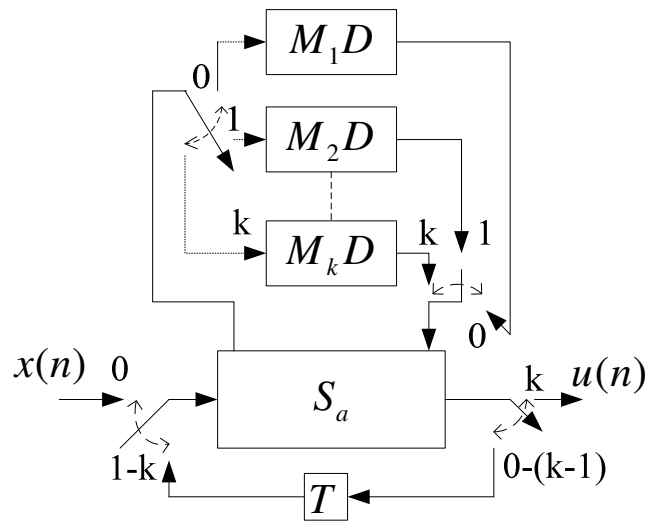 M₁D
0
1
M₂D
k
MₖD
k
1
0
x(n)
0
Sₐ
k
u(n)
1-k
0-(k-1)
T